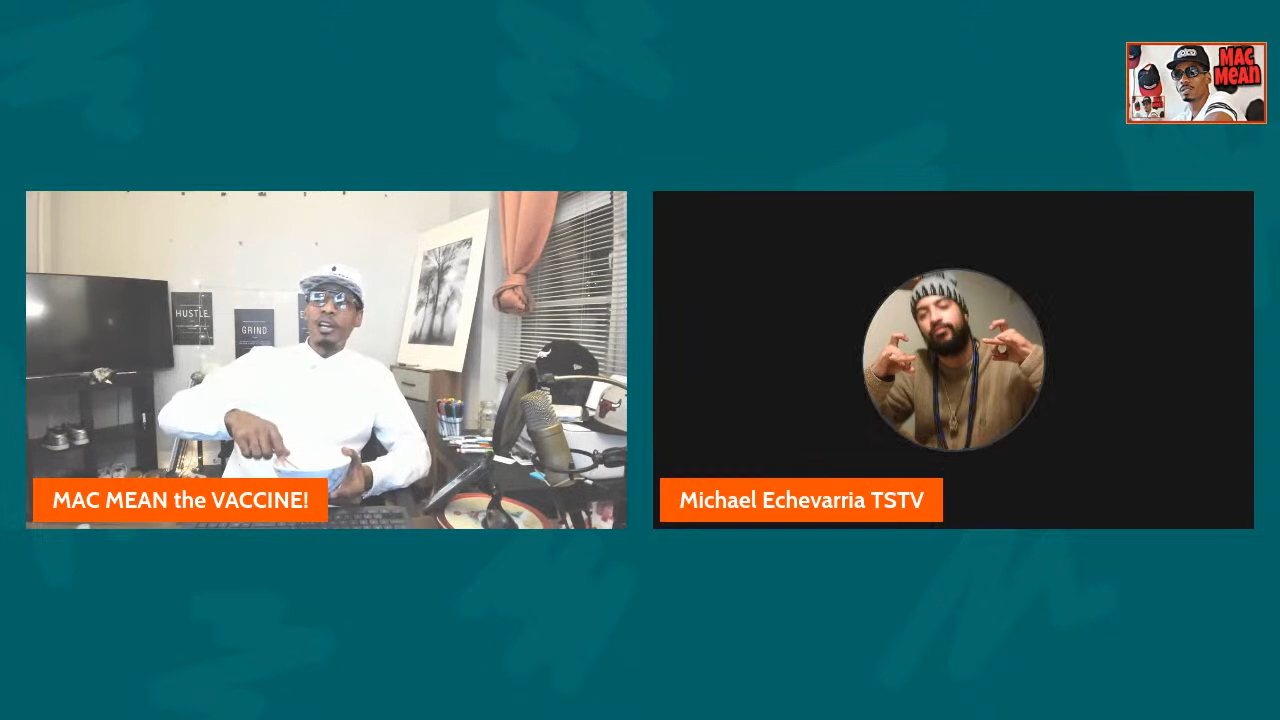 MAC
MEAN
HUSTLE
GRIND
MAC MEAN the VACCINE!
Michael Echevarria TSTV